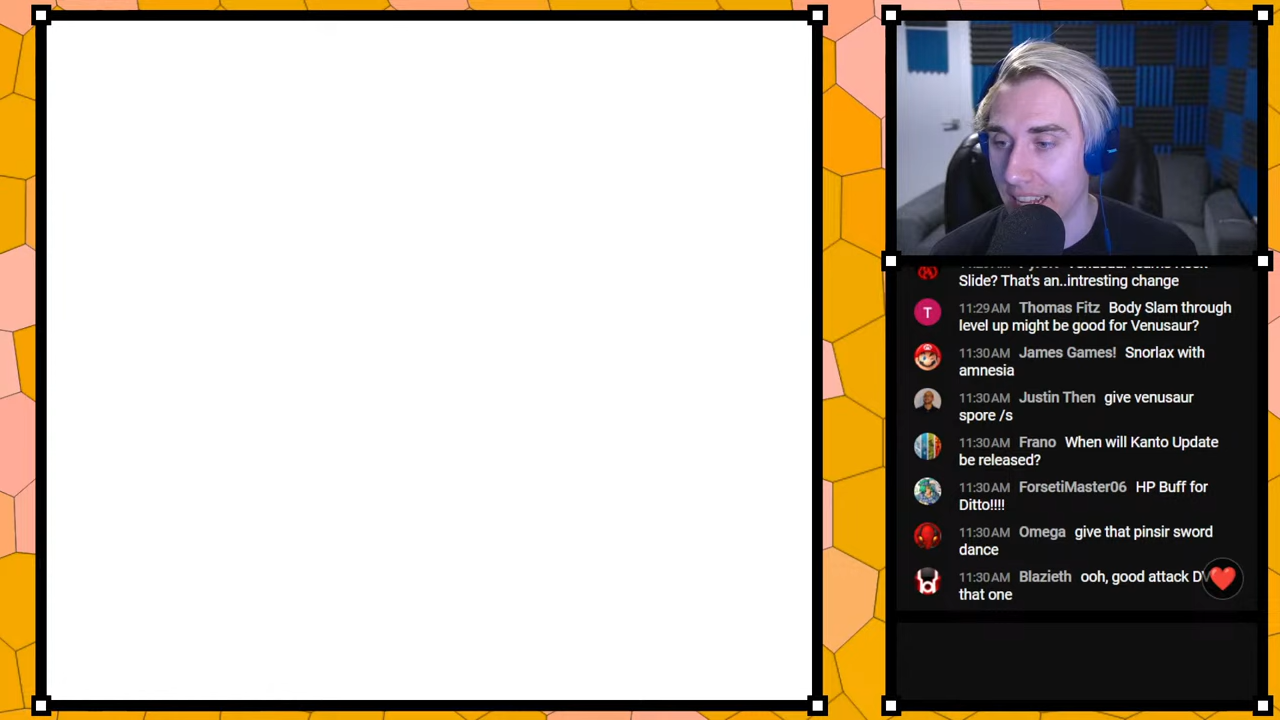 Slide? That's an..intresting change
11:29 AM Thomas Fitz Body Slam through
level up might be good for Venusaur?
11:30 AM James Games! Snorlax with
amnesia
11:30 AM Justin Then give venusaur
spore /s
11:30 AM Frano When will Kanto Update
be released?
11:30 AM ForsetiMaster06 HP Buff for
Ditto!!!!
11:30 AM Omega give that pinsir sword
dance
11:30 AM Blazieth ooh, good attack
that one
T